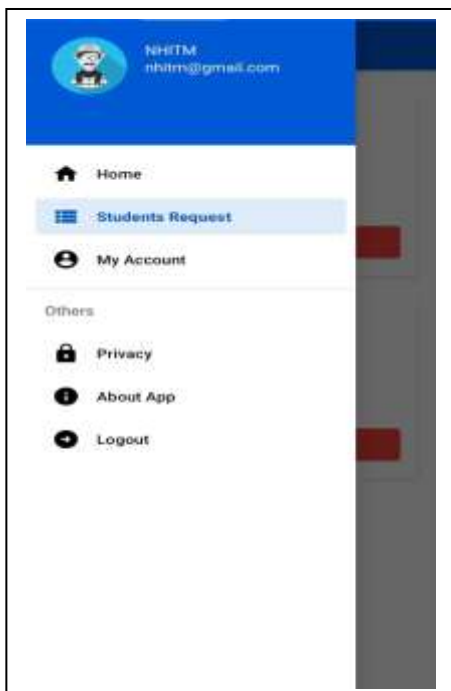 NHITM
nhitm@gmail.com
Home
Students Request
My Account
Others
Privacy
About App
Logout